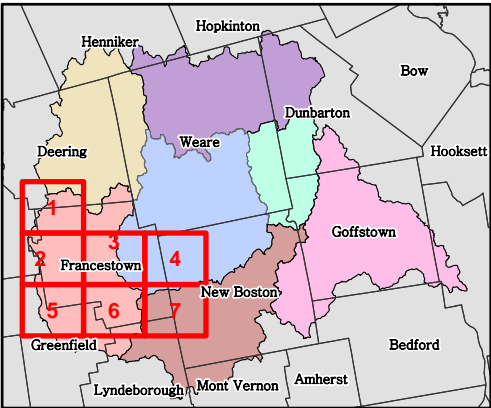 Hopkinton
Henniker
Bow
Dunbarton
Weare
Hooksett
Deering
1
Goffstown
3
2
4
Francestown
New Boston
5
6
7
Greenfield
Bedford
Amherst
Mont Vernon
Lyndeborough